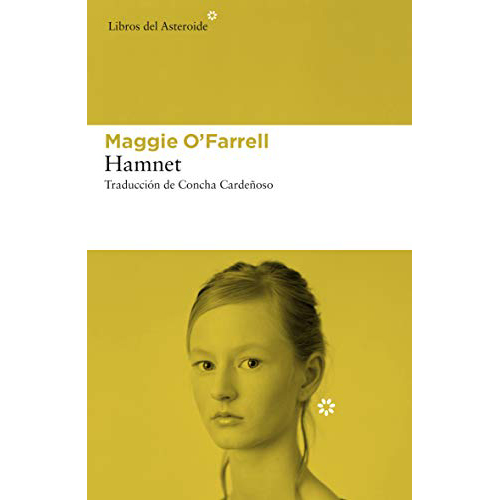 Libros del Asteroide
Maggie O'Farrell
Hamnet
Traducción de Concha Cardeñoso